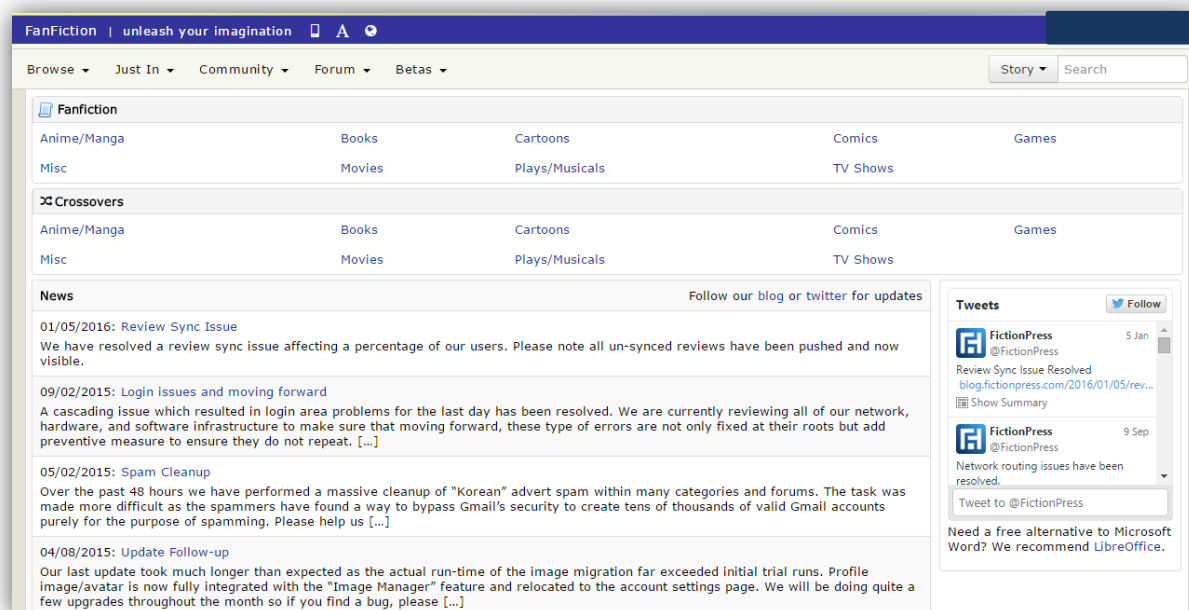 FanFiction | unleash your imagination A
Browse Just In Community Forum Betas Story Search
Fanfiction
Anime/Manga Books Cartoons Comics Games
Misc Movies Plays/Musicals TV Shows
Crossovers
Anime/Manga Books Cartoons Comics Games
Misc Movies Plays/Musicals TV Shows
News Follow our blog or twitter for updates
01/05/2016: Review Sync Issue
We have resolved a review sync issue affecting a percentage of our users. Please note all un-synced reviews have been pushed and now
visible.
09/02/2015: Login issues and moving forward
A cascading issue which resulted in login area problems for the last day has been resolved. We are currently reviewing all of our network,
hardware, and software infrastructure to make sure that moving forward, these type of errors are not only fixed at their roots but add
preventive measure to ensure they do not repeat. […]
05/02/2015: Spam Cleanup
Over the past 48 hours we have performed a massive cleanup of “Korean” advert spam within many categories and forums. The task was
made more difficult as the spammers have found a way to bypass Gmail’s security to create tens of thousands of valid Gmail accounts
purely for the purpose of spamming. Please help us […]
04/08/2015: Update Follow-up
Our last update took much longer than expected as the actual run-time of the image migration far exceeded initial trial runs. Profile
image/avatar is now fully integrated with the “Image Manager” feature and relocated to the account settings page. We will be doing quite a
few upgrades throughout the month so if you find a bug, please […]
Tweets Follow
FictionPress 5 Jan
@FictionPress
Review Sync Issue Resolved
blog.fictionpress.com/2016/01/05/rev...
Show Summary
FictionPress 9 Sep
@FictionPress
Network routing issues have been
resolved.
Tweet to @FictionPress
Need a free alternative to Microsoft
Word? We recommend LibreOffice.